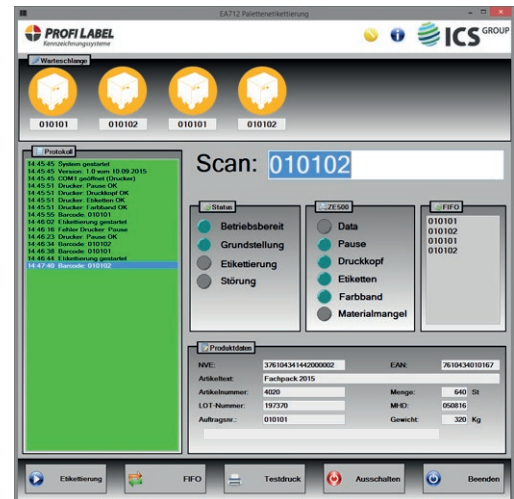 EA712 Palettenetikettierung
PROFI LABEL
Kennzeichnungssysteme
ICS GROUP
Warteschlange
010101 010102 010101 010102
Protokoll
14:45:45 System gestartet
14:45:45 Version: 1.0 vom 10.09.2015
14:45:45 COM1 geöffnet (Drucker)
14:45:51 Drucker: Pause OK
14:45:51 Drucker: Druckkopf OK
14:45:51 Drucker: Etiketten OK
14:45:51 Drucker: Farbband OK
14:45:55 Barcode: 010101
14:46:02 Etikettierung gestartet
14:46:16 Fehler Drucker: Pause
14:46:23 Drucker: Pause OK
14:46:34 Barcode: 010102
14:46:38 Barcode: 010101
14:46:44 Etikettierung gestartet
14:47:40 Barcode: 010102
Scan: 010102
Status
Betriebsbereit
Grundstellung
Etikettierung
Störung
ZE500
Data
Pause
Druckkopf
Etiketten
Farbband
Materialmangel
FIFO
010101
010102
010101
010102
Produktdaten
NVE: 376104341442000002 EAN: 7610434010167
Artikeltext: Fachpack 2015
Artikelnummer: 4020 Menge: 640 St
LOT-Nummer: 197370 MHD: 050816
Auftragsnr.: 010101 Gewicht: 320 Kg
Etikettierung FIFO Testdruck Ausschalten Beenden